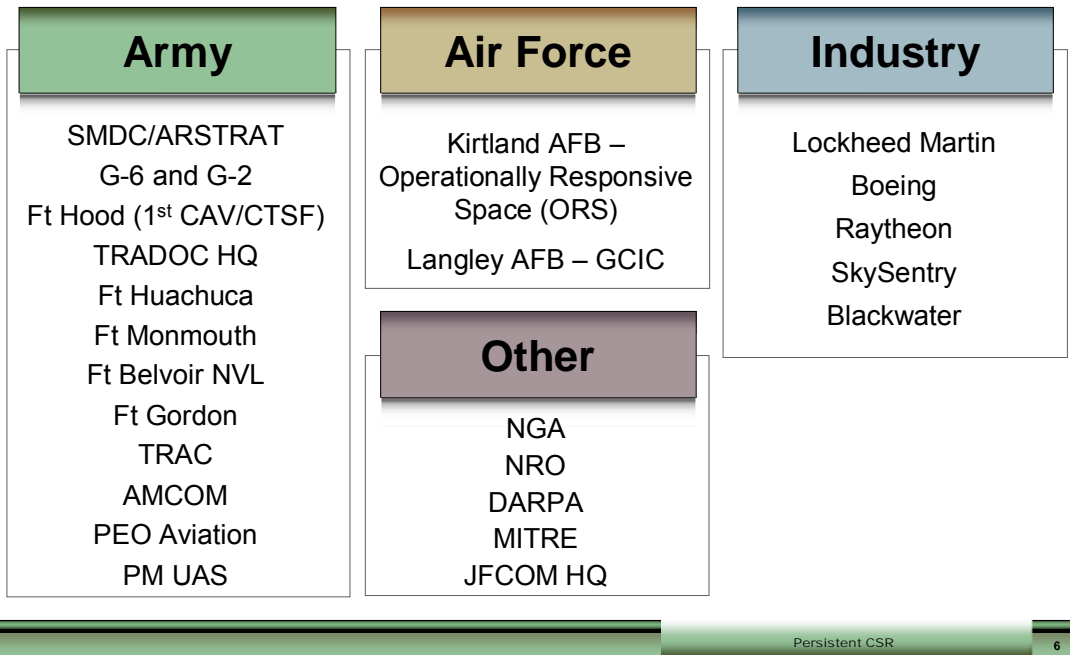 Army
SMDC/ARSTRAT
G-6 and G-2
Ft Hood (1st CAV/CTSF)
TRADOC HQ
Ft Huachuca
Ft Monmouth
Ft Belvoir NVL
Ft Gordon
TRAC
AMCOM
PEO Aviation
PM UAS
Air Force
Kirtland AFB –
Operationally Responsive
Space (ORS)
Langley AFB – GCIC
Other
NGA
NRO
DARPA
MITRE
JFCOM HQ
Industry
Lockheed Martin
Boeing
Raytheon
SkySentry
Blackwater
Persistent CSR
6